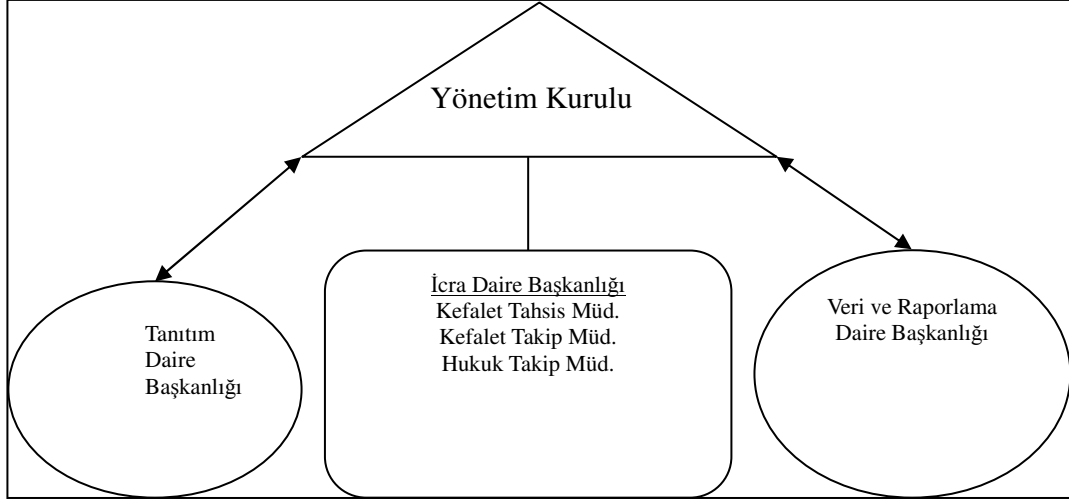 Yönetim Kurulu
Tanıtım
Daire
Başkanlığı
İcra Daire Başkanlığı
Kefalet Tahsis Müd.
Kefalet Takip Müd.
Hukuk Takip Müd.
Veri ve Raporlama
Daire Başkanlığı